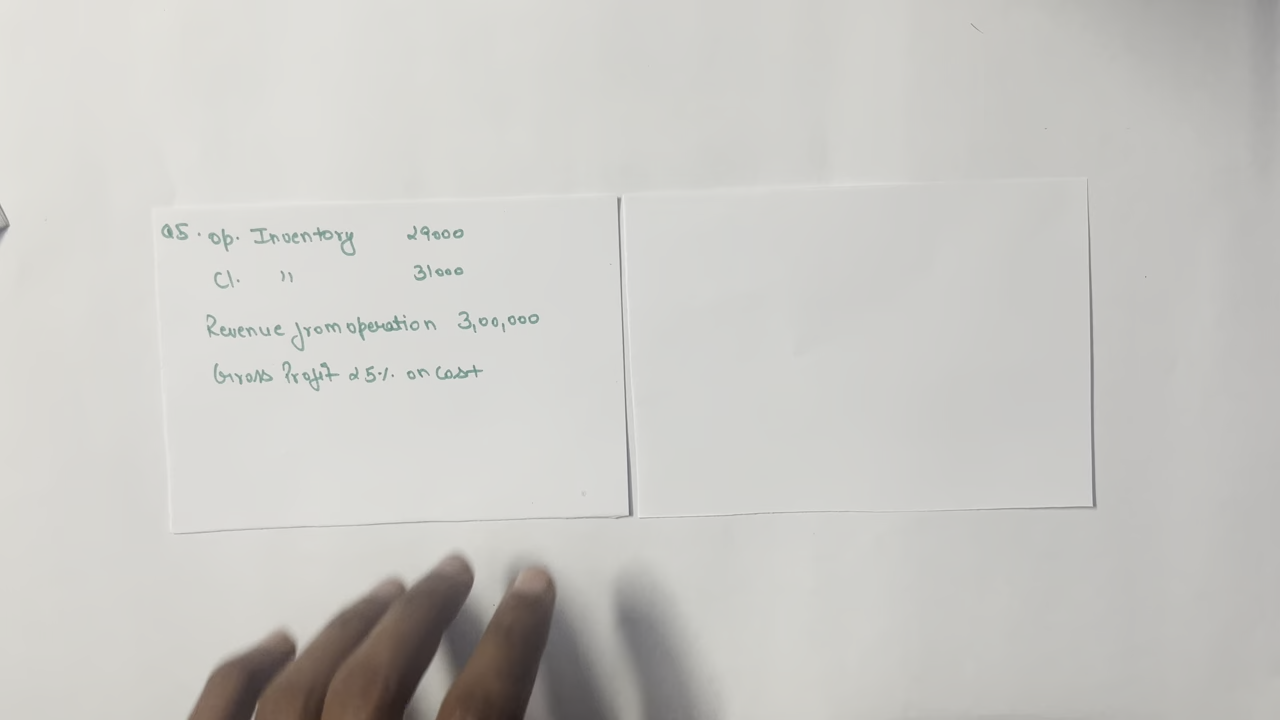 Q5. Op. Inventory 29000
Cl. " 31000
Revenue from operation 3,00,000
Gross Profit 25% on Cost